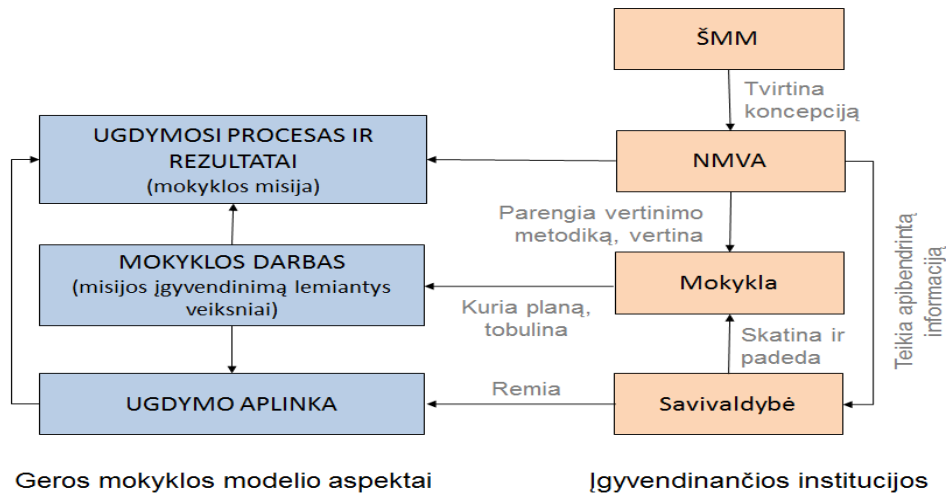 ŠMM
Tvirtina
koncepciją
UGDYMOSI PROCESAS IR
REZULTATAI
(mokyklos misija)
NMVA
Parengia vertinimo
metodiką, vertina
Teikia apibendrintą
informaciją
MOKYKLOS DARBAS
(misijos įgyvendinimą lemiantys
veiksniai)
Mokykla
Kuria planą,
tobulina
Skatina ir
padeda
UGDYMO APLINKA
Remia
Savivaldybė
Geros mokyklos modelio aspektai
Įgyvendinančios institucijos